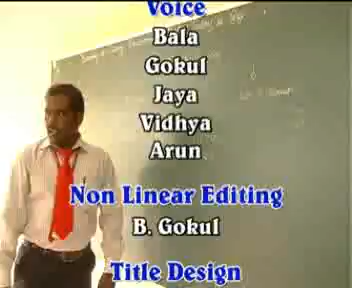 Voice
Bala
Gokul
Jaya
Vidhya
Arun
Non Linear Editing
B. Gokul
Title Design